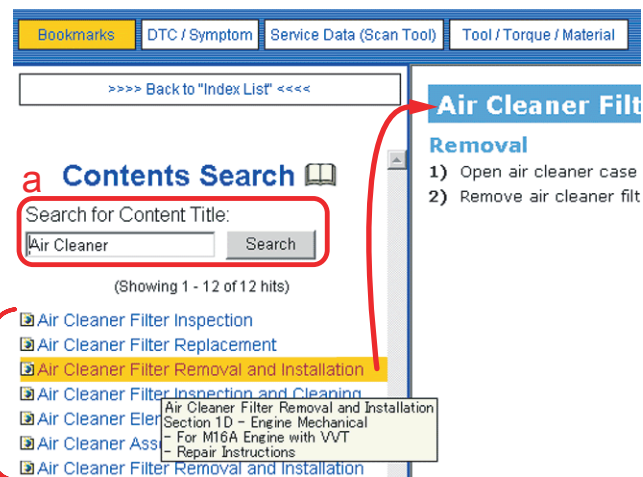 Bookmarks
DTC / Symptom
Service Data (Scan Tool)
Tool / Torque / Material
>>>> Back to "Index List" <<<<
a
Contents Search
Search for Content Title:
Air Cleaner
Search
(Showing 1 - 12 of 12 hits)
Air Cleaner Filter Inspection
Air Cleaner Filter Replacement
Air Cleaner Filter Removal and Installation
Air Cleaner Filter Inspection and Cleaning
Air Cleaner Ele
Air Cleaner Ass
Air Cleaner Filter Removal and Installation
Air Cleaner Filter Removal and Installation
Section 1D - Engine Mechanical
- For M16A Engine with VVT
- Repair Instructions
Air Cleaner Filt
Removal
1) Open air cleaner case
2) Remove air cleaner filt